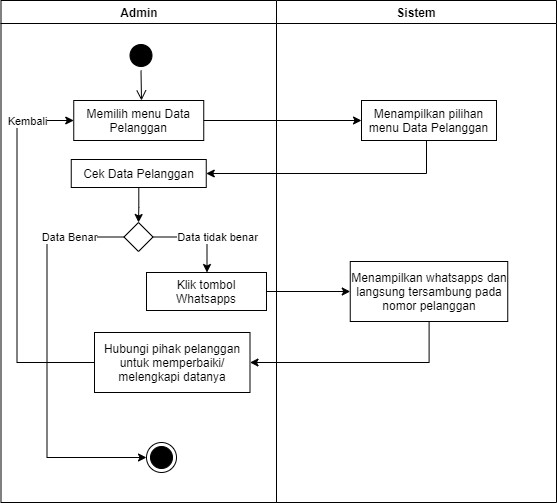 Admin
Sistem
Memilih menu Data
Pelanggan
Menampilkan pilihan
menu Data Pelanggan
Kembali
Cek Data Pelanggan
Data Benar
Data tidak benar
Klik tombol
Whatsapps
Menampilkan whatsapps dan
langsung tersambung pada
nomor pelanggan
Hubungi pihak pelanggan
untuk memperbaiki/
melengkapi datanya